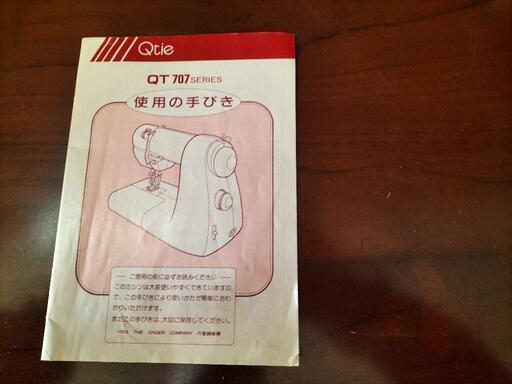 Qtie
QT 707 SERIES
使用の手びき
ご使用の前に必ずお読みください
このミシンは大変使いやすくできていますの
で、この手びきにより使いかたが簡単におわ
かりいただけます。
またこの手びきは、大切に保存してください。
THE SINGER COMPANY